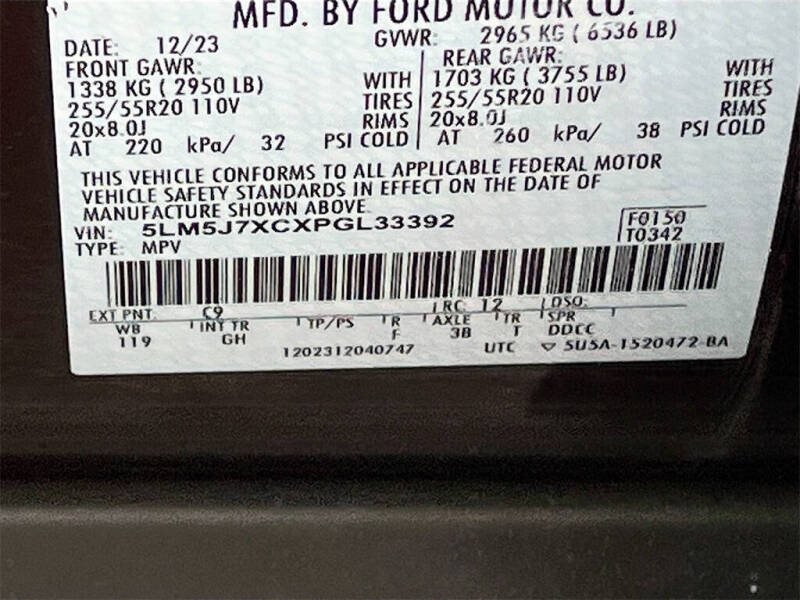 MFD. BY FORD MOTOR CO.
DATE: 12/23 GVWR: 2965 KG ( 6536 LB)
FRONT GAWR: REAR GAWR:
1338 KG ( 2950 LB) WITH 1703 KG ( 3755 LB) WITH
255/55R20 110V TIRES 255/55R20 110V TIRES
20x8.0J RIMS 20x8.0J RIMS
AT 220 kPa/ 32 PSI COLD AT 260 kPa/ 38 PSI COLD
THIS VEHICLE CONFORMS TO ALL APPLICABLE FEDERAL MOTOR
VEHICLE SAFETY STANDARDS IN EFFECT ON THE DATE OF
MANUFACTURE SHOWN ABOVE.
VIN: 5LM5J7XCXPGL33392 F0150
TYPE: MPV T0342
EXT PNT: C9 RC: 12 DSO:
WB INT TR TP/PS R AXLE TR SPR
119 GH F 3B T DDCC
1202312040747 UTC ▽ 5U5A-1520472-BA